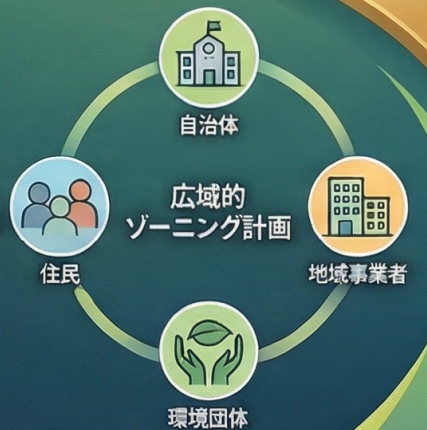 自治体
広域的
ゾーニング計画
住民
地域事業者
環境団体